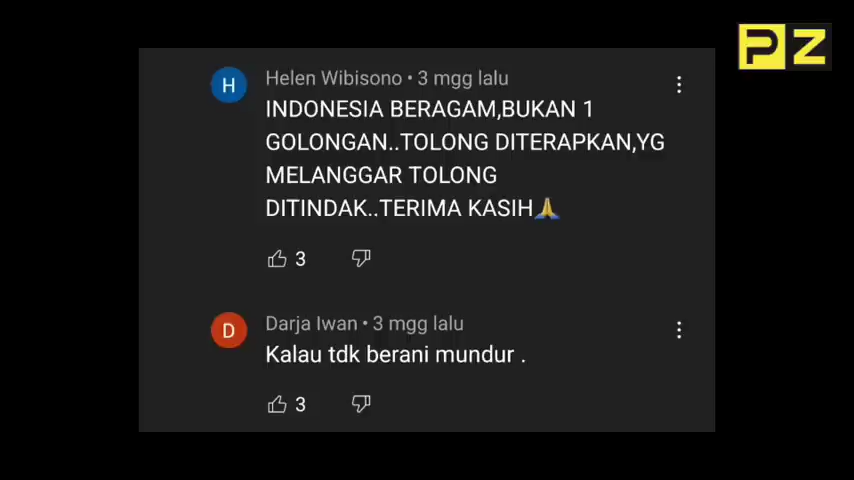 PZ
Helen Wibisono • 3 mgg lalu
INDONESIA BERAGAM,BUKAN 1
GOLONGAN..TOLONG DITERAPKAN,YG
MELANGGAR TOLONG
DITINDAK..TERIMA KASIH🙏
3
Darja Iwan • 3 mgg lalu
Kalau tdk berani mundur .
3
H
D